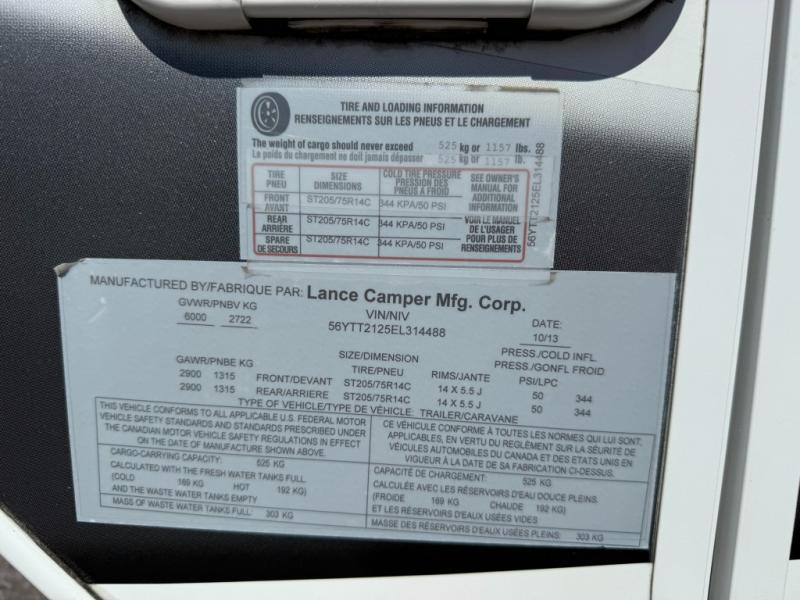 TIRE AND LOADING INFORMATION
RENSEIGNEMENTS SUR LES PNEUS ET LE CHARGEMENT
The weight of cargo should never exceed 525 kg or 1157 lbs.
Le poids du chargement ne doit jamais dépasser 525 kg or 1157 lb.
TIRE PNEU SIZE DIMENSIONS COLD TIRE PRESSURE PRESSION DES PNEUS A FROID SEE OWNER'S MANUAL FOR ADDITIONAL INFORMATION
FRONT AVANT ST205/75R14C 344 KPA/50 PSI
REAR ARRIÈRE ST205/75R14C 344 KPA/50 PSI VOIR LE MANUEL DE L'USAGER POUR PLUS DE RENSEIGNEMENTS
SPARE DE SECOURS ST205/75R14C 344 KPA/50 PSI
56YTT2125EL314488
MANUFACTURED BY/FABRIQUE PAR: Lance Camper Mfg. Corp.
GVWR/PNBV KG VIN/NIV DATE:
6000 2722 56YTT2125EL314488 10/13
SIZE/DIMENSION PRESS./COLD INFL.
GAWR/PNBE KG TIRE/PNEU RIMS/JANTE PRESS./GONFL FROID
PSI/LPC
2900 1315 FRONT/DEVANT ST205/75R14C 14 X 5.5 J 50 344
2900 1315 REAR/ARRIERE ST205/75R14C 14 X 5.5 J 50 344
TYPE OF VEHICLE/TYPE DE VEHICLE: TRAILER/CARAVANE
THIS VEHICLE CONFORMS TO ALL APPLICABLE U.S. FEDERAL MOTOR
VEHICLE SAFETY STANDARDS AND STANDARDS PRESCRIBED UNDER
THE CANADIAN MOTOR VEHICLE SAFETY REGULATIONS IN EFFECT
ON THE DATE OF MANUFACTURE SHOWN ABOVE.
CE VÉHICULE CONFORME À TOUTES LES NORMES QUI LUI SONT
APPLICABLES, EN VERTU DU RÈGLEMENT SUR LA SÉCURITÉ DE
VÉHICULES AUTOMOBILES DU CANADA ET DES ETATS UNIS EN
VIGUEUR À LA DATE DE SA FABRICATION CI-DESSUS.
CARGO-CARRYING CAPACITY: 525 KG
CALCULATED WITH THE FRESH WATER TANKS FULL
(COLD 169 KG HOT 192 KG)
AND THE WASTE WATER TANKS EMPTY
MASS OF WASTE WATER TANKS FULL: 303 KG
CAPACITÉ DE CHARGEMENT: 525 KG
CALCULÉE AVEC LES RÉSERVOIRS D'EAU DOUCE PLEINS.
(FROIDE 169 KG CHAUDE 192 KG)
ET LES RÉSERVOIRS D'EAUX USÉES VIDES
MASSE DES RÉSERVOIRS D'EAUX USÉES PLEINS: 303 KG